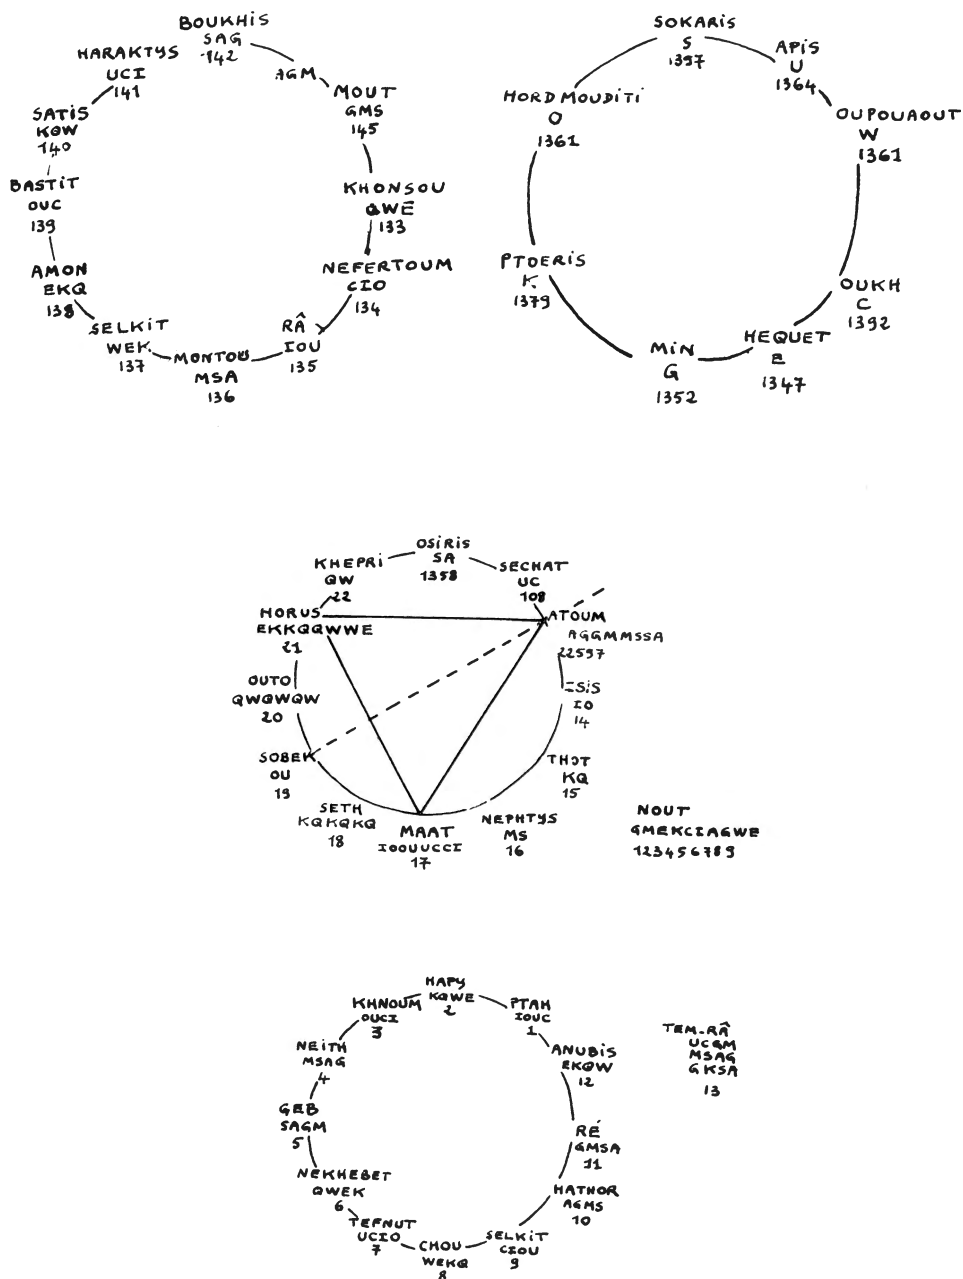 BOUKHIS
SAG
142
AGM
MOUT
GMS
145
KHONSOU
QWE
133
NEFERTOUM
CIO
134
RÂ
IOU
135
MONTOU
MSA
136
SELKIT
WEK
137
AMON
EKQ
138
BASTIT
OUC
139
SATIS
KQW
140
HARAKTYS
UCI
141
SOKARIS
S
1397
APIS
U
1364
OUPOUAOUT
W
1361
OUKH
C
1392
HEQUET
E
1347
MIN
G
1352
PTOERIS
K
1379
HORD MOUDITI
O
1361
OSIRIS
SA
1358
SECHAT
UC
108
ATOUM
AGGMMSSA
22597
ISIS
IO
14
THOT
KQ
15
NEPHTYS
MS
16
MAAT
IOOUUCCI
17
SETH
KQKQKQ
18
SOBEK
OU
19
OUTO
QWQWQW
20
HORUS
EKKQQWWE
21
KHEPRI
QW
22
NOUT
GMEKCIAGWE
123456789
HAPY
KQWE
2
PTAH
IOUC
1
ANUBIS
EKQW
12
RÉ
GMSA
11
HATHOR
AGMS
10
SELKIT
CIOU
9
CHOU
WEKQ
8
TEFNUT
UCIO
7
NEKHEBET
QWEK
6
GEB
SAGM
5
NEITH
MSAG
4
KHNOUM
OUCI
3
TEM-RÂ
UCGM
MSAG
GKSA
13